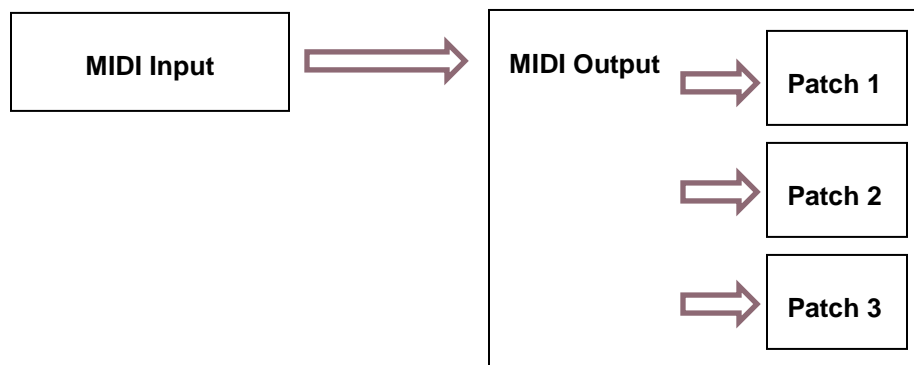 MIDI Input
MIDI Output
Patch 1
Patch 2
Patch 3